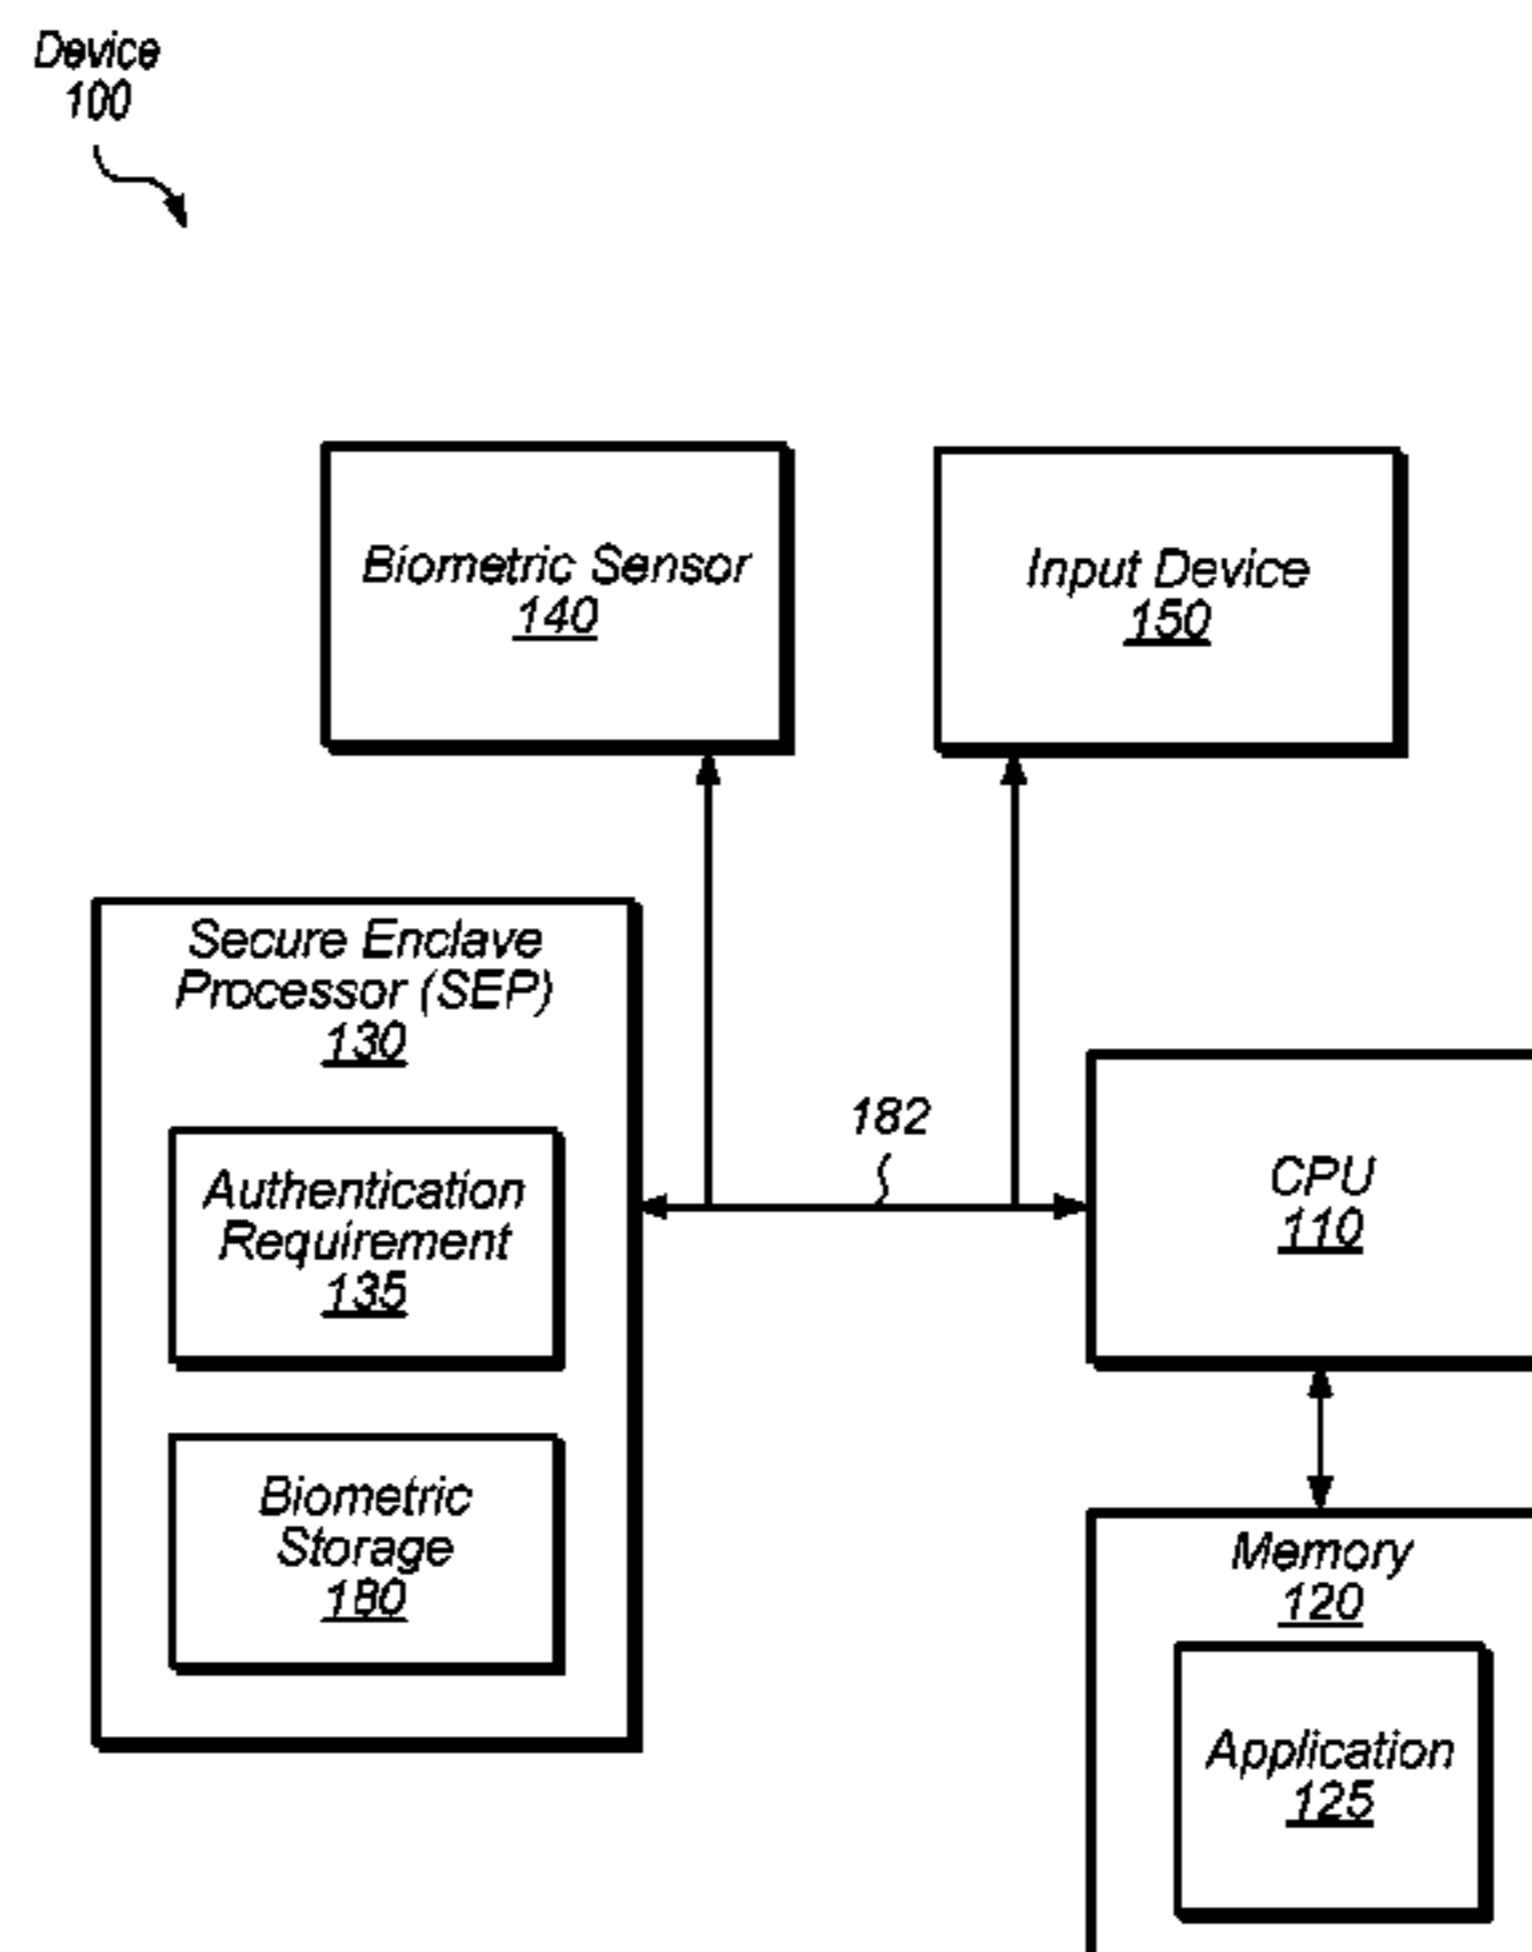 Device
100
Biometric Sensor
140
Input Device
150
Secure Enclave
Processor (SEP)
130
Authentication
Requirement
135
Biometric
Storage
180
182
CPU
110
Memory
120
Application
125